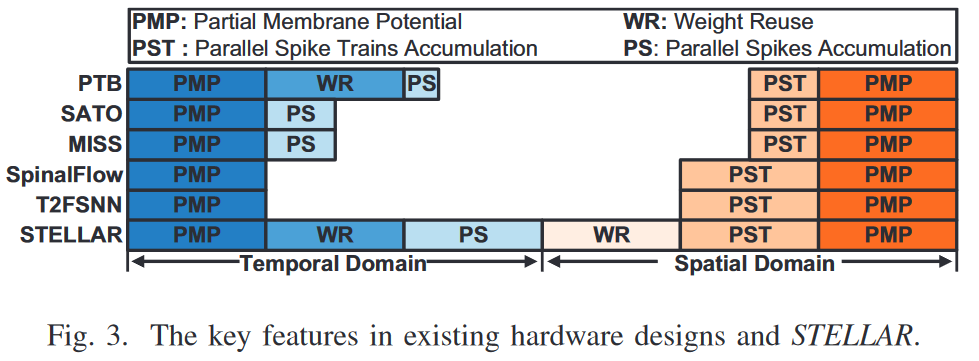 PMP: Partial Membrane Potential WR: Weight Reuse
PST : Parallel Spike Trains Accumulation PS: Parallel Spikes Accumulation
PTB PMP WR PS PST PMP
SATO PMP PS PST PMP
MISS PMP PS PST PMP
SpinalFlow PMP PST PMP
T2FSNN PMP PST PMP
STELLAR PMP WR PS WR PST PMP
Temporal Domain Spatial Domain
Fig. 3. The key features in existing hardware designs and STELLAR.